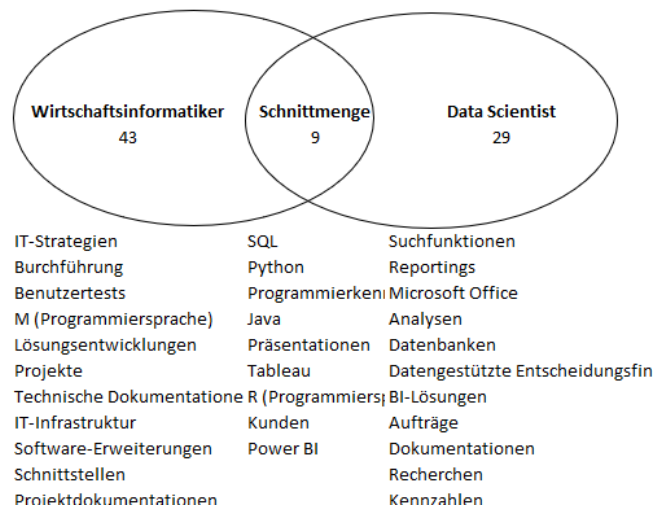 Wirtschaftsinformatiker Schnittmenge Data Scientist
43 9 29
IT-Strategien SQL Suchfunktionen
Burchführung Python Reportings
Benutzertests Programmierken Microsoft Office
M (Programmiersprache) Java Analysen
Lösungsentwicklungen Präsentationen Datenbanken
Projekte Tableau Datengestützte Entscheidungsfin
Technische Dokumentatione R (Programmiersp BI-Lösungen
IT-Infrastruktur Kunden Aufträge
Software-Erweiterungen Power BI Dokumentationen
Schnittstellen Recherchen
Projektdokumentationen Kennzahlen